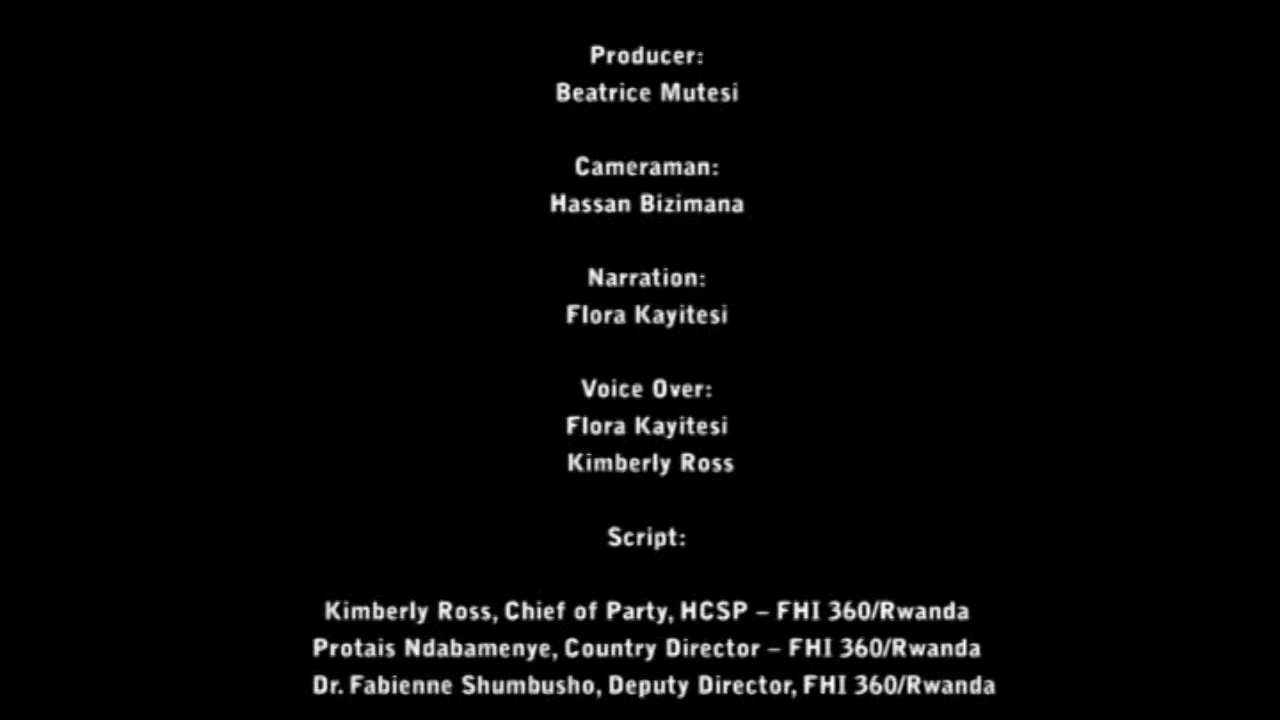 Producer:
Beatrice Mutesi
Cameraman:
Hassan Bizimana
Narration:
Flora Kayitesi
Voice Over:
Flora Kayitesi
Kimberly Ross
Script:
Kimberly Ross, Chief of Party, HCSP – FHI 360/Rwanda
Protais Ndabamenye, Country Director – FHI 360/Rwanda
Dr. Fabienne Shumbusho, Deputy Director, FHI 360/Rwanda